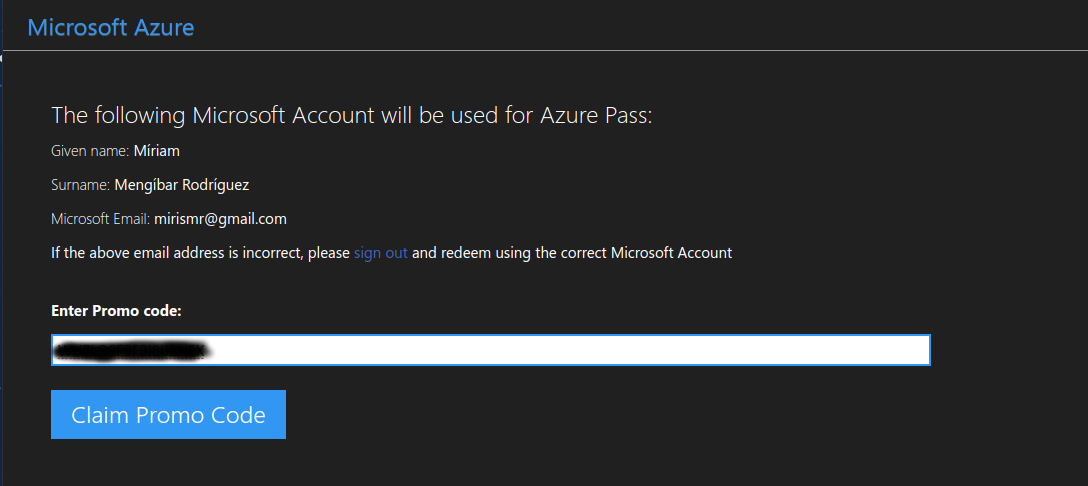 Microsoft Azure
The following Microsoft Account will be used for Azure Pass:
Given name: Míriam
Surname: Mengíbar Rodríguez
Microsoft Email: mirismr@gmail.com
If the above email address is incorrect, please sign out and redeem using the correct Microsoft Account
Enter Promo code:
Claim Promo Code